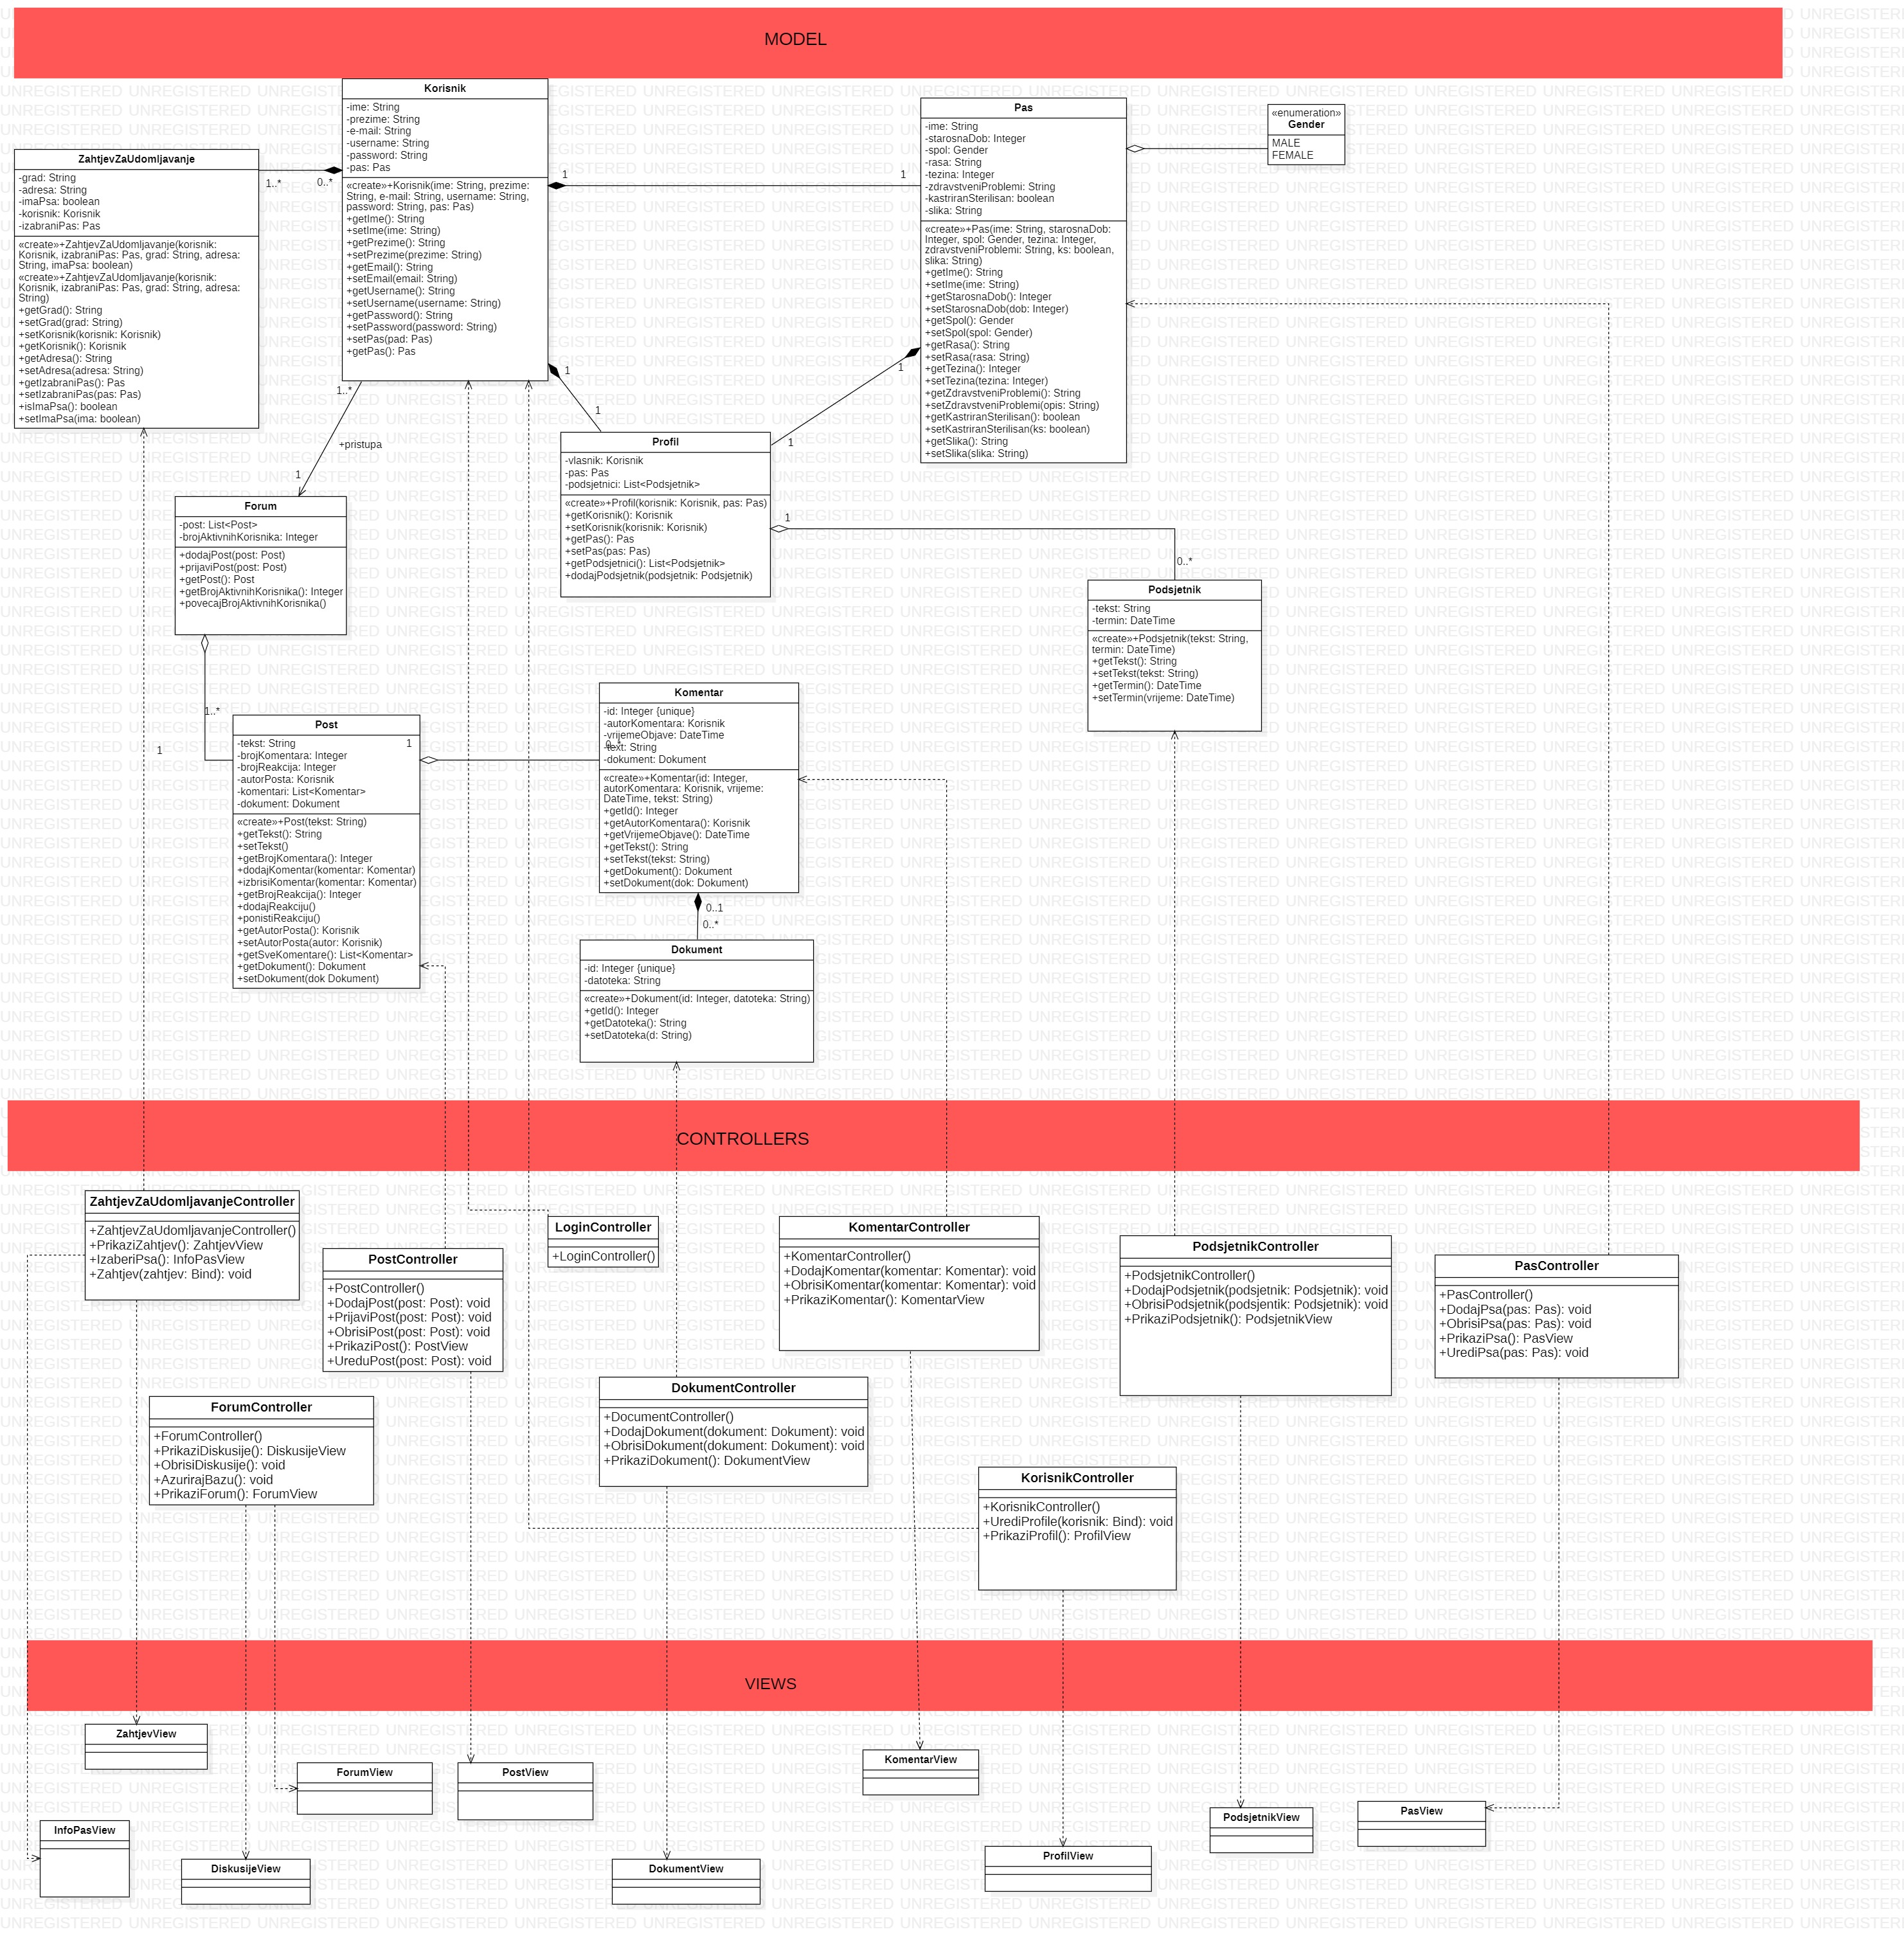 MODEL
Korisnik
-ime: String
-prezime: String
-e-mail: String
-username: String
-password: String
-pas: Pas
«create»+Korisnik(ime: String, prezime:
String, e-mail: String, username: String,
password: String, pas: Pas)
+getIme(): String
+setIme(ime: String)
+getPrezime(): String
+setPrezime(prezime: String)
+getEmail(): String
+setEmail(email: String)
+getUsername(): String
+setUsername(username: String)
+getPassword(): String
+setPassword(password: String)
+setPas(pad: Pas)
+getPas(): Pas
Pas
-ime: String
-starosnaDob: Integer
-spol: Gender
-rasa: String
-tezina: Integer
-zdravstveniProblemi: String
-kastriranSterilisan: boolean
-slika: String
«create»+Pas(ime: String, starosnaDob:
Integer, spol: Gender, tezina: Integer,
zdravstveniProblemi: String, ks: boolean,
slika: String)
+getIme(): String
+setIme(ime: String)
+getStarosnaDob(): Integer
+setStarosnaDob(dob: Integer)
+getSpol(): Gender
+setSpol(spol: Gender)
+getRasa(): String
+setRasa(rasa: String)
+getTezina(): Integer
+setTezina(tezina: Integer)
+getZdravstveniProblemi(): String
+setZdravstveniProblemi(opis: String)
+getKastriranSterilisan(): boolean
+setKastriranSterilisan(ks: boolean)
+getSlika(): String
+setSlika(slika: String)
«enumeration»
Gender
MALE
FEMALE
ZahtjevZaUdomljavanje
-grad: String
-adresa: String
-imaPsa: boolean
-korisnik: Korisnik
-izabraniPas: Pas
«create»+ZahtjevZaUdomljavanje(korisnik:
Korisnik, izabraniPas: Pas, grad: String, adresa:
String, imaPsa: boolean)
«create»+ZahtjevZaUdomljavanje(korisnik:
Korisnik, izabraniPas: Pas, grad: String, adresa:
String)
+getGrad(): String
+setGrad(grad: String)
+setKorisnik(korisnik: Korisnik)
+getKorisnik(): Korisnik
+getAdresa(): String
+setAdresa(adresa: String)
+getIzabraniPas(): Pas
+setIzabraniPas(pas: Pas)
+isImaPsa(): boolean
+setImaPsa(ima: boolean)
1..*
0..*
1
1
1
1
1
1
1..*
+pristupa
1
Profil
-vlasnik: Korisnik
-pas: Pas
-podsjetnici: List<Podsjetnik>
«create»+Profil(korisnik: Korisnik, pas: Pas)
+getKorisnik(): Korisnik
+setKorisnik(korisnik: Korisnik)
+getPas(): Pas
+setPas(pas: Pas)
+getPodsjetnici(): List<Podsjetnik>
+dodajPodsjetnik(podsjetnik: Podsjetnik)
1
0..*
Forum
-post: List<Post>
-brojAktivnihKorisnika: Integer
+dodajPost(post: Post)
+prijaviPost(post: Post)
+getPost(): Post
+getBrojAktivnihKorisnika(): Integer
+povecajBrojAktivnihKorisnika()
Podsjetnik
-tekst: String
-termin: DateTime
«create»+Podsjetnik(tekst: String,
termin: DateTime)
+getTekst(): String
+setTekst(tekst: String)
+getTermin(): DateTime
+setTermin(vrijeme: DateTime)
1..*
1
Post
-tekst: String
-brojKomentara: Integer
-brojReakcija: Integer
-autorPosta: Korisnik
-komentari: List<Komentar>
-dokument: Dokument
«create»+Post(tekst: String)
+getTekst(): String
+setTekst()
+getBrojKomentara(): Integer
+dodajKomentar(komentar: Komentar)
+izbrisiKomentar(komentar: Komentar)
+getBrojReakcija(): Integer
+dodajReakciju()
+ponistiReakciju()
+getAutorPosta(): Korisnik
+setAutorPosta(autor: Korisnik)
+getSveKomentare(): List<Komentar>
+getDokument(): Dokument
+setDokument(dok Dokument)
1
0..*
Komentar
-id: Integer {unique}
-autorKomentara: Korisnik
-vrijemeObjave: DateTime
-text: String
-dokument: Dokument
«create»+Komentar(id: Integer,
autorKomentara: Korisnik, vrijeme:
DateTime, tekst: String)
+getId(): Integer
+getAutorKomentara(): Korisnik
+getVrijemeObjave(): DateTime
+getTekst(): String
+setTekst(tekst: String)
+getDokument(): Dokument
+setDokument(dok: Dokument)
0..1
0..*
Dokument
-id: Integer {unique}
-datoteka: String
«create»+Dokument(id: Integer, datoteka: String)
+getId(): Integer
+getDatoteka(): String
+setDatoteka(d: String)
CONTROLLERS
ZahtjevZaUdomljavanjeController
+ZahtjevZaUdomljavanjeController()
+PrikaziZahtjev(): ZahtjevView
+IzaberiPsa(): InfoPasView
+Zahtjev(zahtjev: Bind): void
PostController
+PostController()
+DodajPost(post: Post): void
+PrijaviPost(post: Post): void
+ObrisiPost(post: Post): void
+PrikaziPost(): PostView
+UreduPost(post: Post): void
LoginController
+LoginController()
KomentarController
+KomentarController()
+DodajKomentar(komentar: Komentar): void
+ObrisiKomentar(komentar: Komentar): void
+PrikaziKomentar(): KomentarView
PodsjetnikController
+PodsjetnikController()
+DodajPodsjetnik(podsjetnik: Podsjetnik): void
+ObrisiPodsjetnik(podsjentik: Podsjetnik): void
+PrikaziPodsjetnik(): PodsjetnikView
PasController
+PasController()
+DodajPsa(pas: Pas): void
+ObrisiPsa(pas: Pas): void
+PrikaziPsa(): PasView
+UrediPsa(pas: Pas): void
ForumController
+ForumController()
+PrikaziDiskusije(): DiskusijeView
+ObrisiDiskusije(): void
+AzurirajBazu(): void
+PrikaziForum(): ForumView
DokumentController
+DocumentController()
+DodajDokument(dokument: Dokument): void
+ObrisiDokument(dokument: Dokument): void
+PrikaziDokument(): DokumentView
KorisnikController
+KorisnikController()
+UrediProfile(korisnik: Bind): void
+PrikaziProfil(): ProfilView
VIEWS
ZahtjevView
ForumView
PostView
KomentarView
PodsjetnikView
PasView
InfoPasView
DiskusijeView
DokumentView
ProfilView